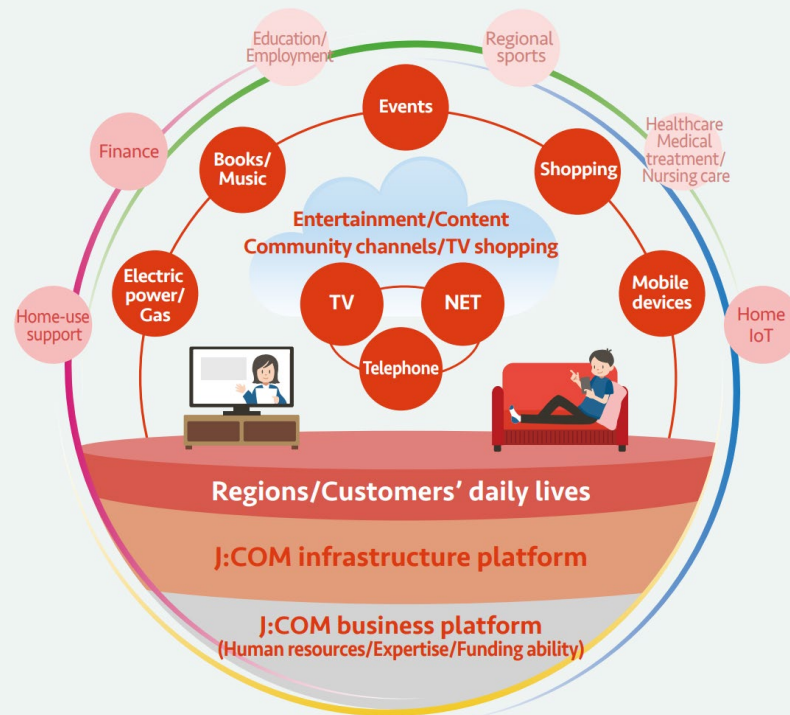 Education/
Employment
Regional
sports
Events
Finance
Books/
Music
Shopping
Healthcare
Medical
treatment/
Nursing care
Entertainment/Content
Community channels/TV shopping
Electric
power/
Gas
TV
NET
Mobile
devices
Home-use
support
Telephone
Home
IoT
Regions/Customers’ daily lives
J:COM infrastructure platform
J:COM business platform
(Human resources/Expertise/Funding ability)